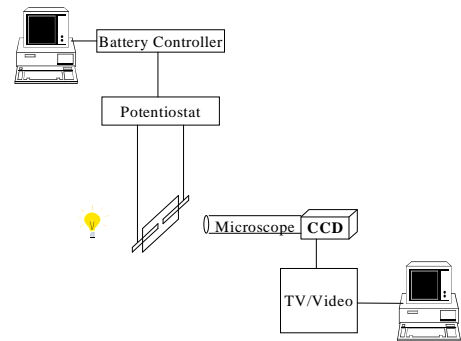 Battery Controller
Potentiostat
Microscope
CCD
TV/Video